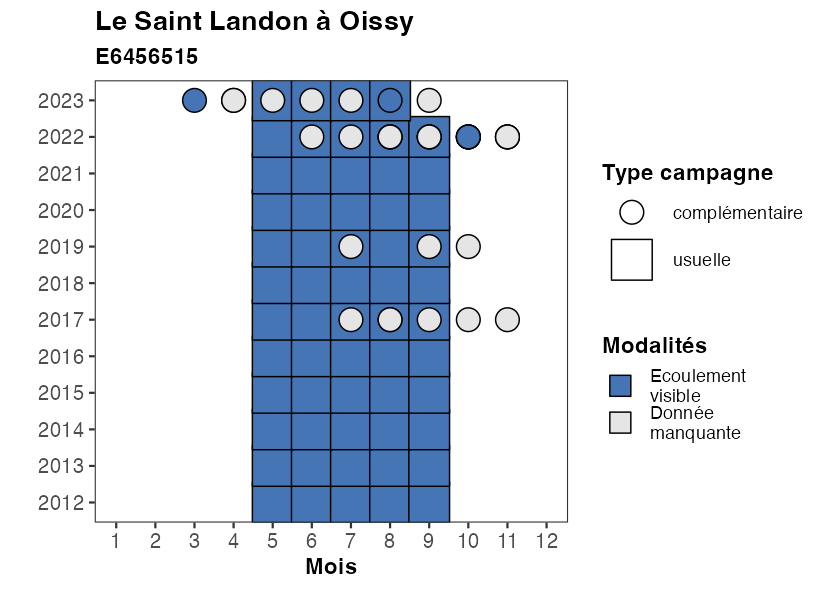 Le Saint Landon à Oissy
E6456515
2023
2022
2021
2020
2019
2018
2017
2016
2015
2014
2013
2012
1 2 3 4 5 6 7 8 9 10 11 12
Mois
Type campagne
complémentaire
usuelle
Modalités
Ecoulement
visible
Donnée
manquante